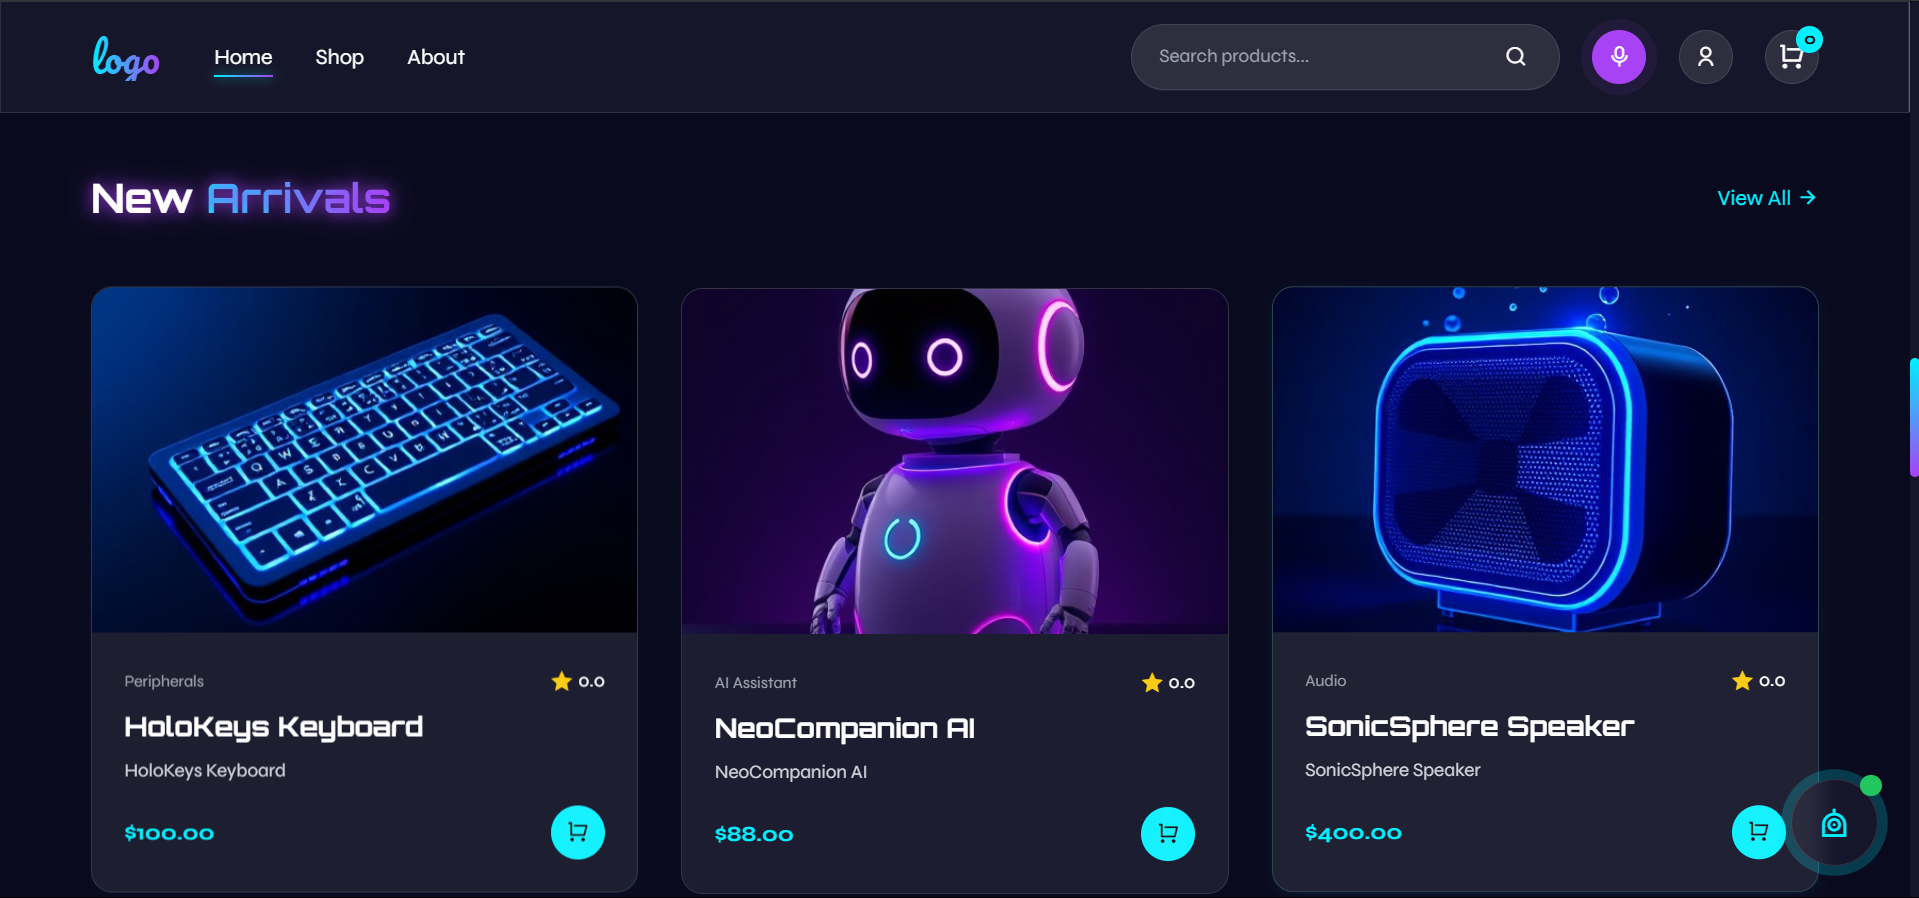 logo
Home
Shop
About
Search products...
0
New Arrivals
View All →
Peripherals
0.0
HoloKeys Keyboard
HoloKeys Keyboard
$100.00
AI Assistant
0.0
NeoCompanion AI
NeoCompanion AI
$88.00
Audio
0.0
SonicSphere Speaker
SonicSphere Speaker
$400.00